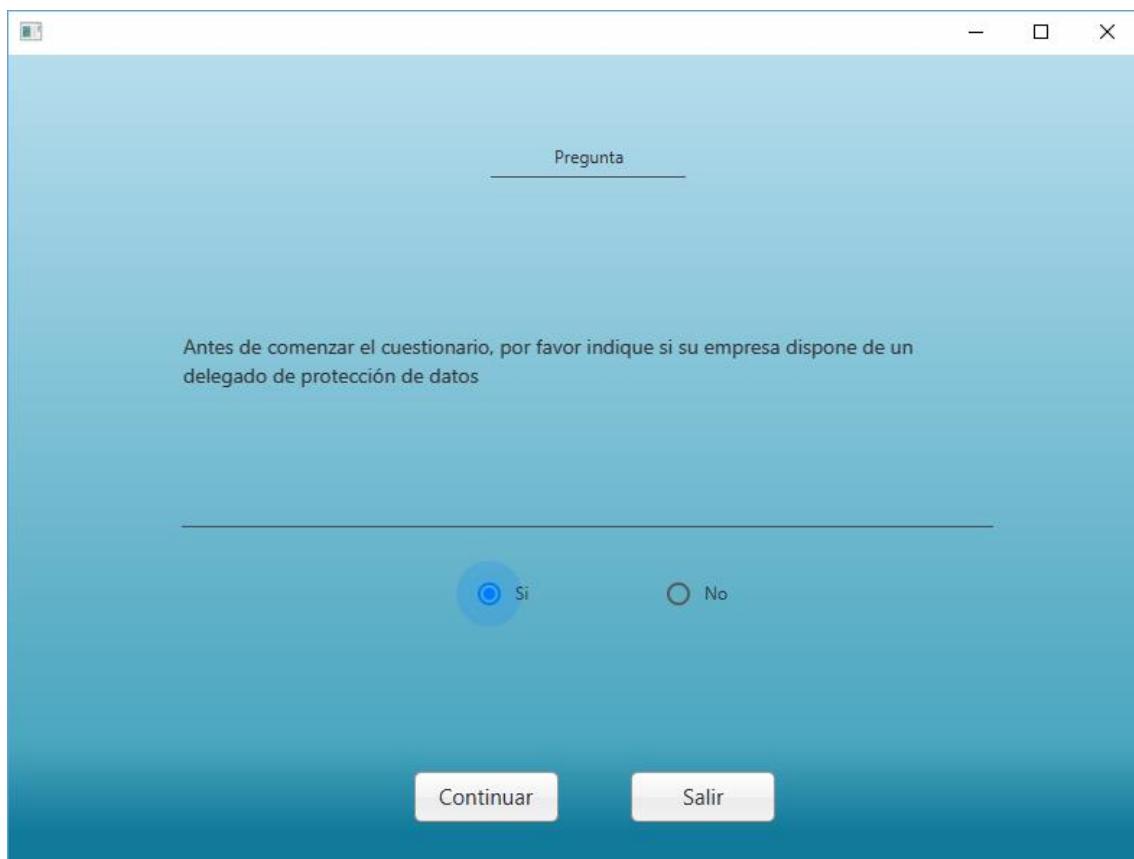 Pregunta
Antes de comenzar el cuestionario, por favor indique si su empresa dispone de un
delegado de protección de datos
Si
No
Continuar
Salir